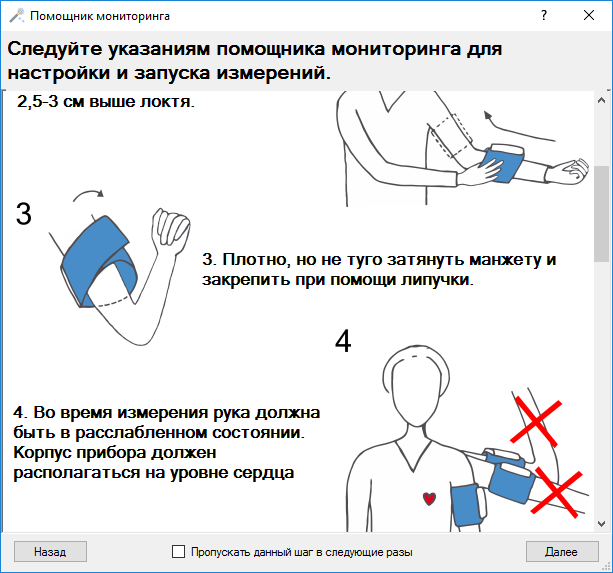 Помощник мониторинга
Следуйте указаниям помощника мониторинга для
настройки и запуска измерений.
2,5-3 см выше локтя.
3
3. Плотно, но не туго затянуть манжету и
закрепить при помощи липучки.
4
4. Во время измерения рука должна
быть в расслабленном состоянии.
Корпус прибора должен
располагаться на уровне сердца
Назад
Пропускать данный шаг в следующие разы
Далее